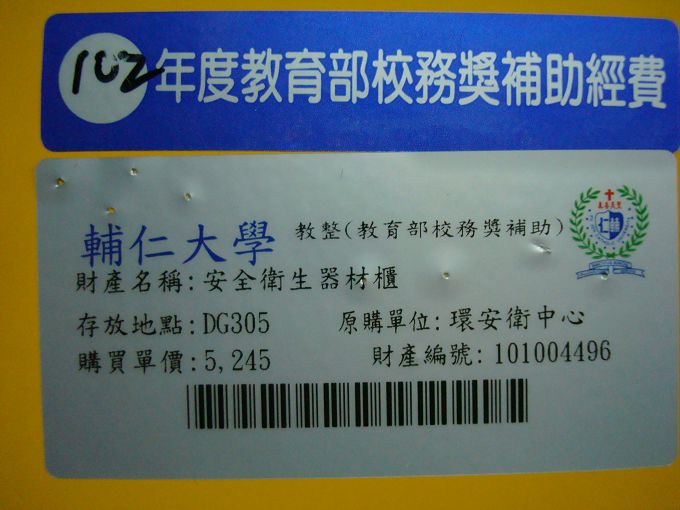 102年度教育部校務獎補助經費
輔仁大學 教整(教育部校務獎補助)
財產名稱:安全衛生器材櫃
存放地點:DG305 原購單位:環安衛中心
購買單價:5,245 財產編號:101004496